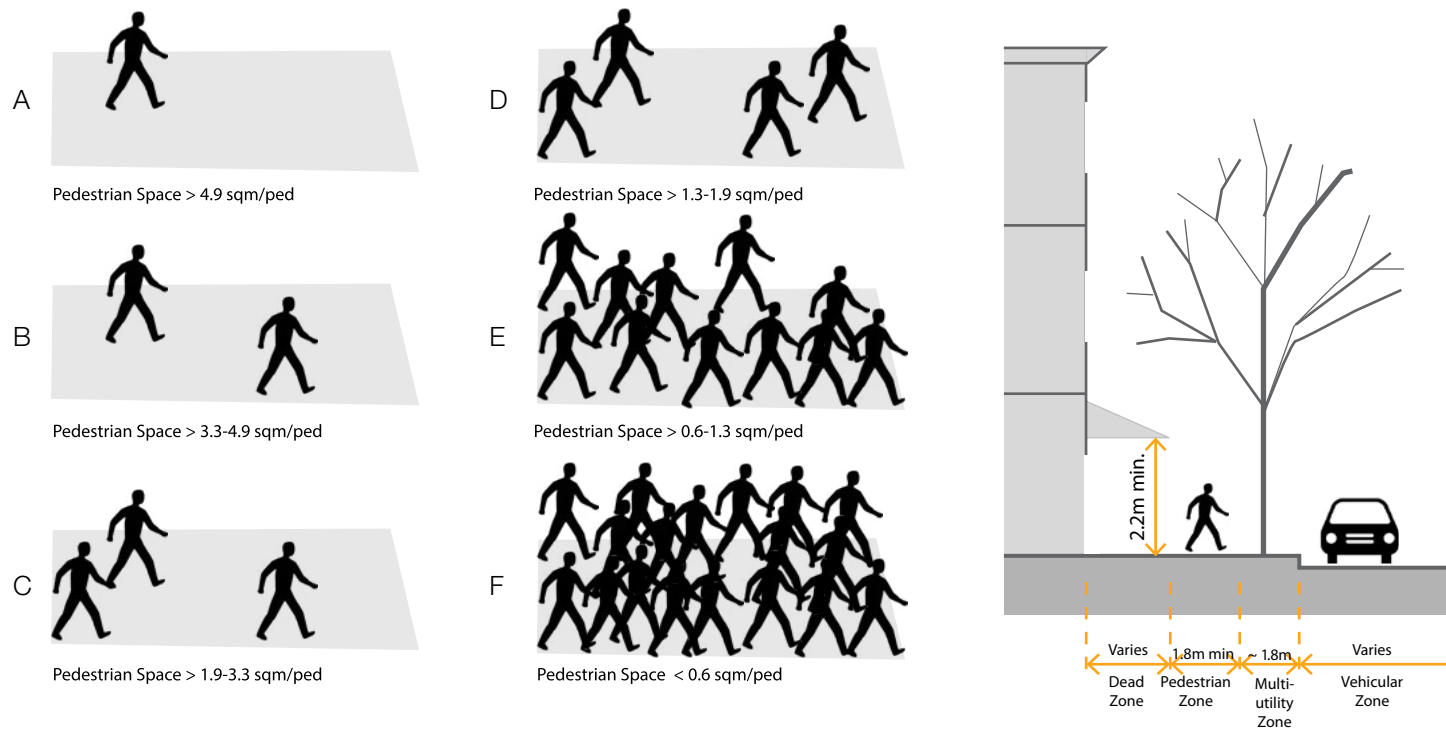 A
Pedestrian Space > 4.9 sqm/ped
B
Pedestrian Space > 3.3-4.9 sqm/ped
C
Pedestrian Space > 1.9-3.3 sqm/ped
D
Pedestrian Space > 1.3-1.9 sqm/ped
E
Pedestrian Space > 0.6-1.3 sqm/ped
F
Pedestrian Space < 0.6 sqm/ped
2.2m min.
Varies
Dead
Zone
1.8m min
Pedestrian
Zone
~ 1.8m
Multi-
utility
Zone
Varies
Vehicular
Zone